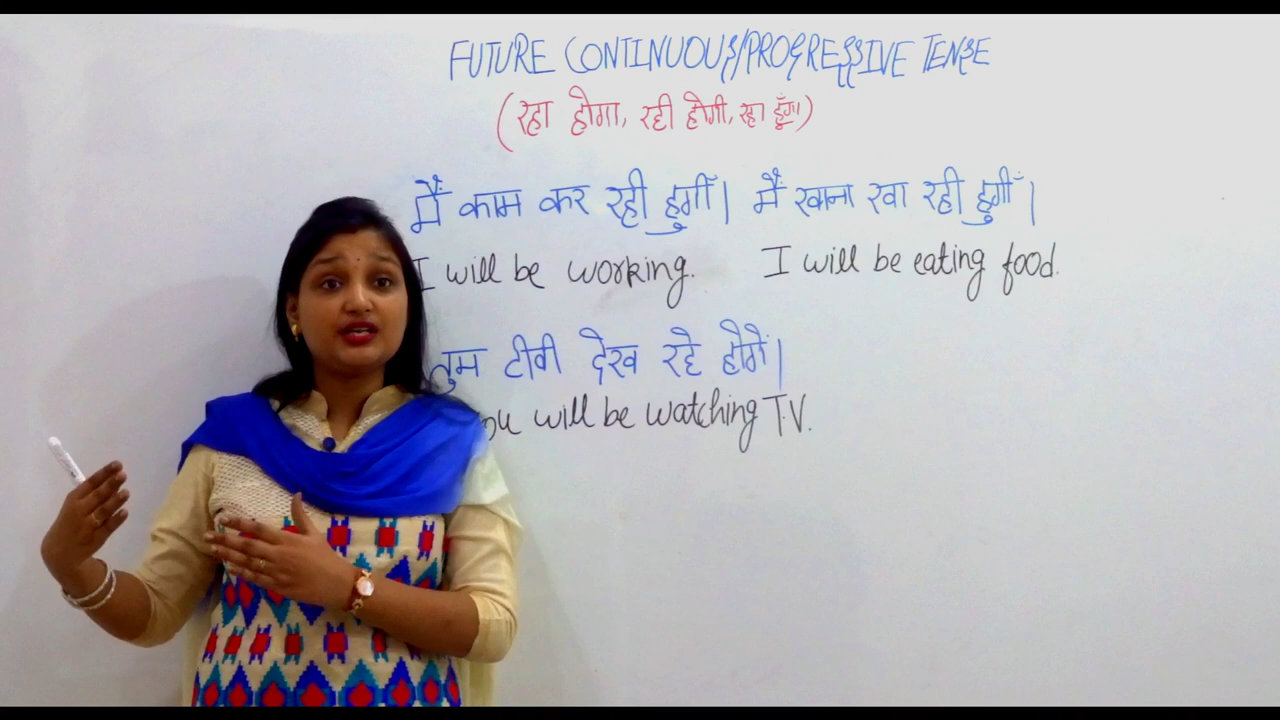 FUTURE CONTINUOUS/PROGRESSIVE TENSE
(रहा होगा, रही होगी, रहा हूँगा)
मैं काम कर रही हुगीँ। मैं खाना खा रही हुगीँ।
I will be working. I will be eating food.
तुम टीवी देख रहे होगें।
You will be watching T.V.